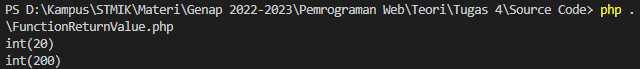 PS D:\Kampus\STMIK\Materi\Genap 2022-2023\Pemrograman Web\Teori\Tugas 4\Source Code> php .
\FunctionReturnValue.php
int(20)
int(200)